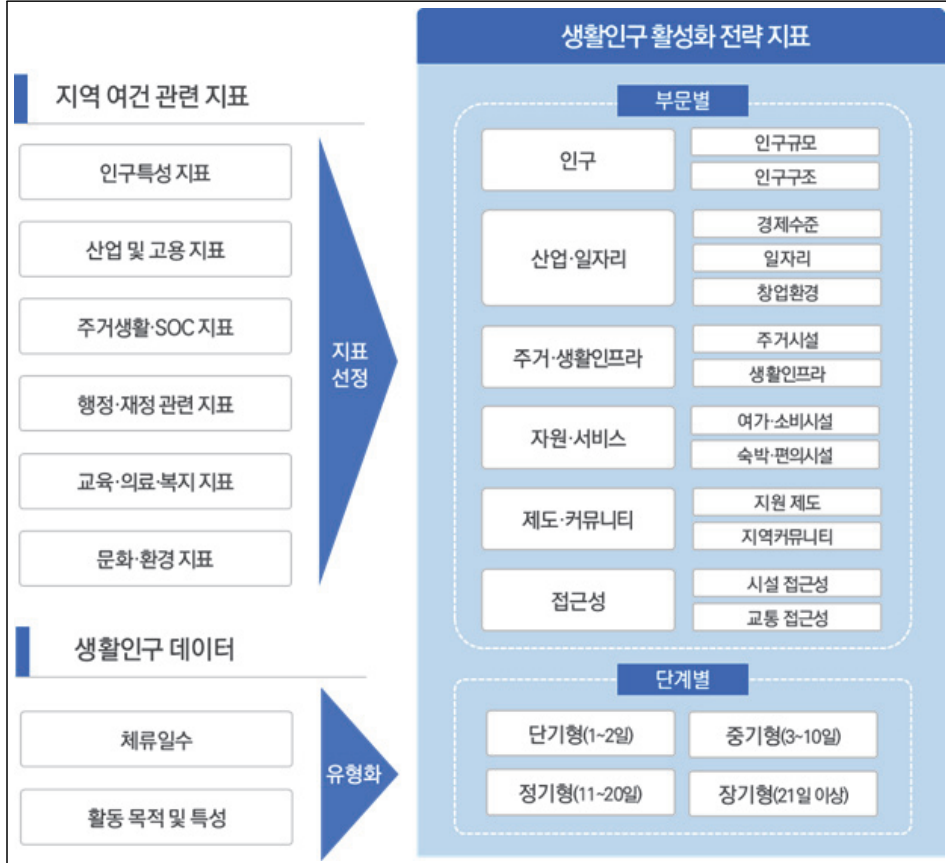 생활인구 활성화 전략 지표
지역 여건 관련 지표
인구특성 지표
산업 및 고용 지표
주거생활·SOC 지표
행정·재정 관련 지표
교육·의료·복지 지표
문화·환경 지표
지표
선정
생활인구 데이터
체류일수
활동 목적 및 특성
유형화
부문별
인구
인구규모
인구구조
산업·일자리
경제수준
일자리
창업환경
주거·생활인프라
주거시설
생활인프라
자원·서비스
여가·소비시설
숙박·편의시설
제도·커뮤니티
지원 제도
지역커뮤니티
접근성
시설 접근성
교통 접근성
단계별
단기형(1~2일)
중기형(3~10일)
정기형(11~20일)
장기형(21일 이상)